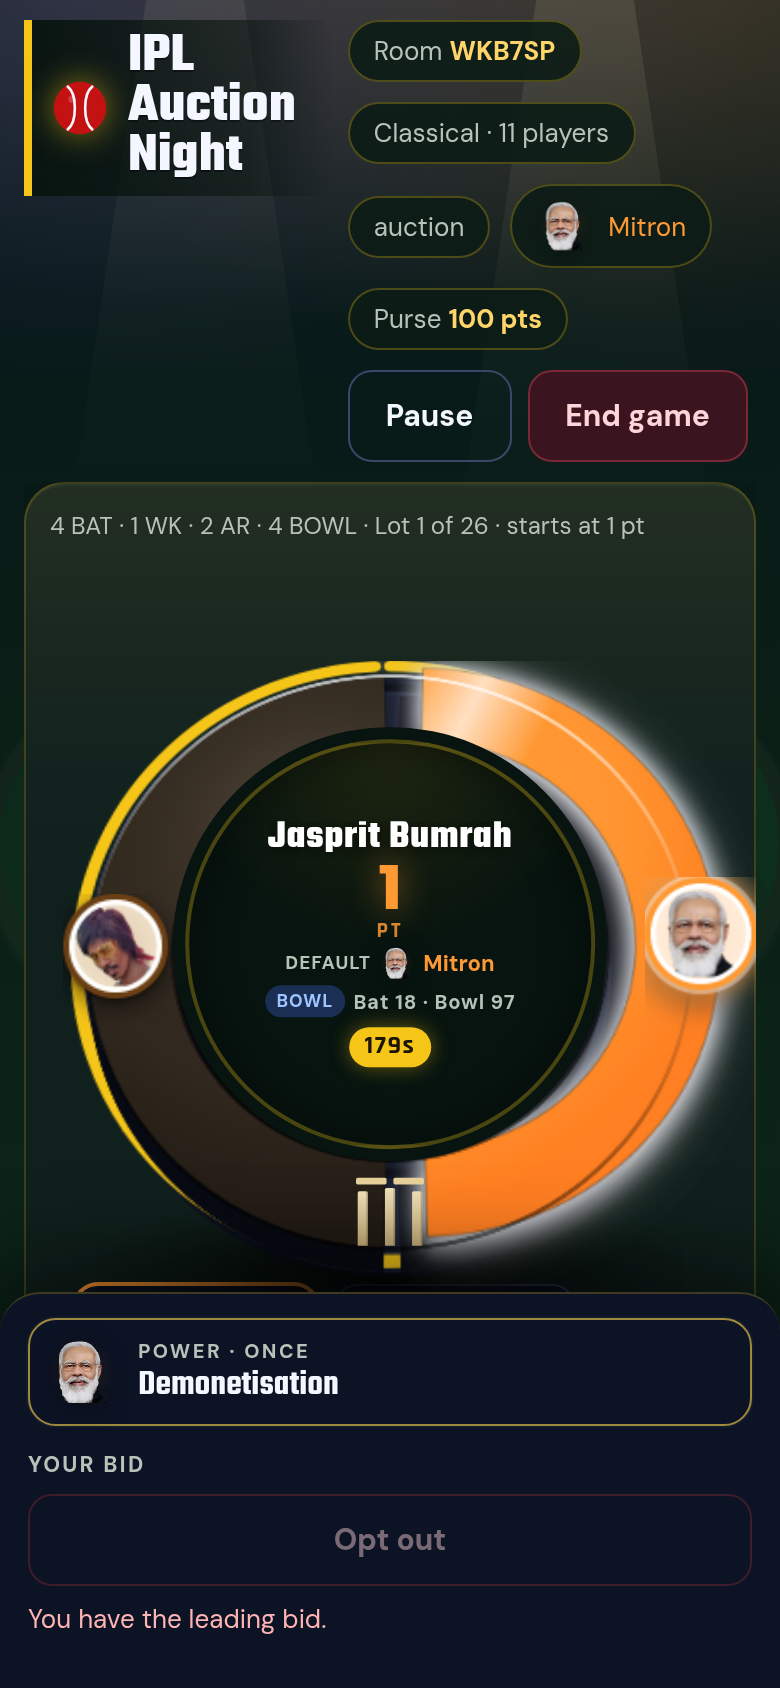 IPL
Auction
Night
Room WKB7SP
Classical · 11 players
auction
Mitron
Purse 100 pts
Pause
End game
4 BAT · 1 WK · 2 AR · 4 BOWL · Lot 1 of 26 · starts at 1 pt
Jasprit Bumrah
1
PT
DEFAULT Mitron
BOWL Bat 18 · Bowl 97
179s
POWER · ONCE
Demonetisation
YOUR BID
Opt out
You have the leading bid.